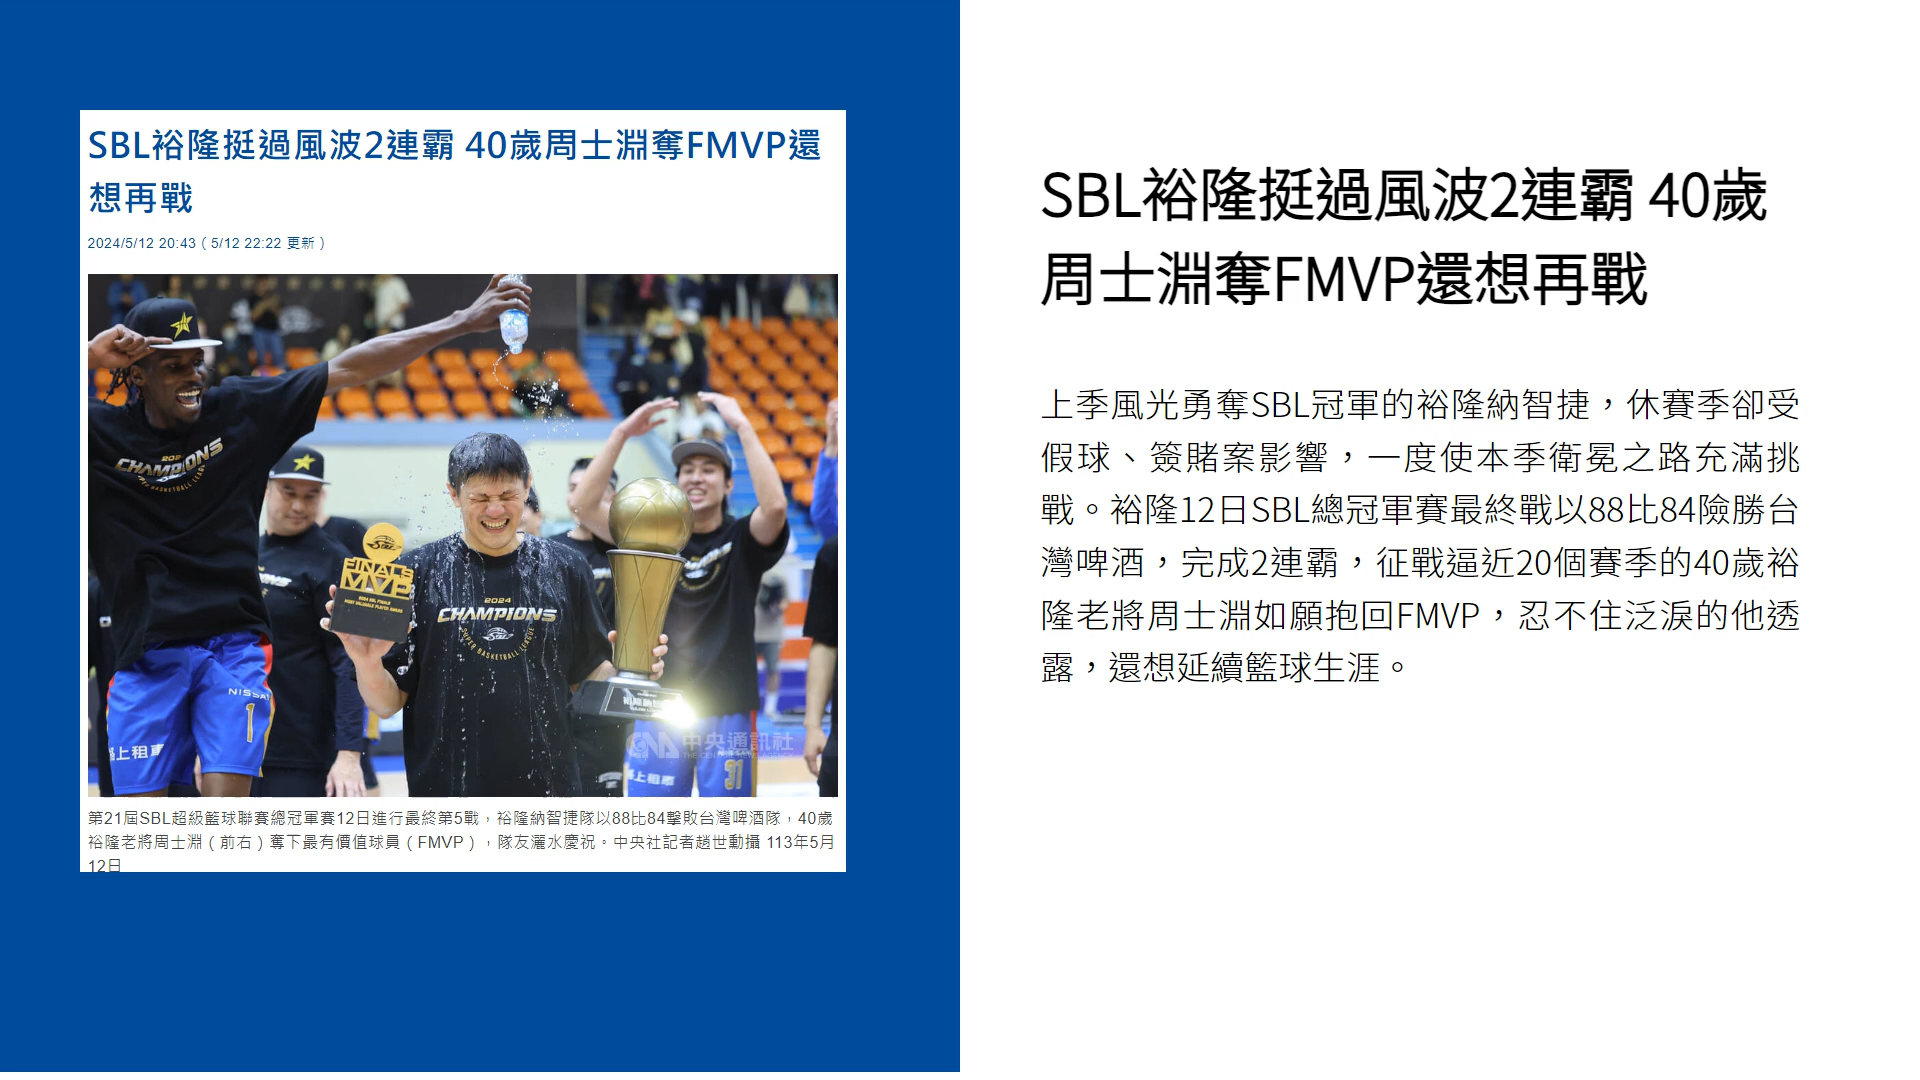 SBL裕隆挺過風波2連霸 40歲周士淵奪FMVP還
想再戰
2024/5/12 20:43（5/12 22:22 更新）
CHAMPIONS
BASKETBALL LEAGUE
FINALS
MVP
2024
CHAMPIONS
SUPER BASKETBALL LEAGUE
NISSAN
1
上租車
CNA 中央通訊社
上租車
31
第21屆SBL超級籃球聯賽總冠軍賽12日進行最終第5戰，裕隆納智捷隊以88比84擊敗台灣啤酒隊，40歲
裕隆老將周士淵（前右）奪下最有價值球員（FMVP），隊友灑水慶祝。中央社記者趙世勳攝 113年5月
12日
SBL裕隆挺過風波2連霸 40歲
周士淵奪FMVP還想再戰
上季風光勇奪SBL冠軍的裕隆納智捷，休賽季卻受
假球、簽賭案影響，一度使本季衛冕之路充滿挑
戰。裕隆12日SBL總冠軍賽最終戰以88比84險勝台
灣啤酒，完成2連霸，征戰逼近20個賽季的40歲裕
隆老將周士淵如願抱回FMVP，忍不住泛淚的他透
露，還想延續籃球生涯。